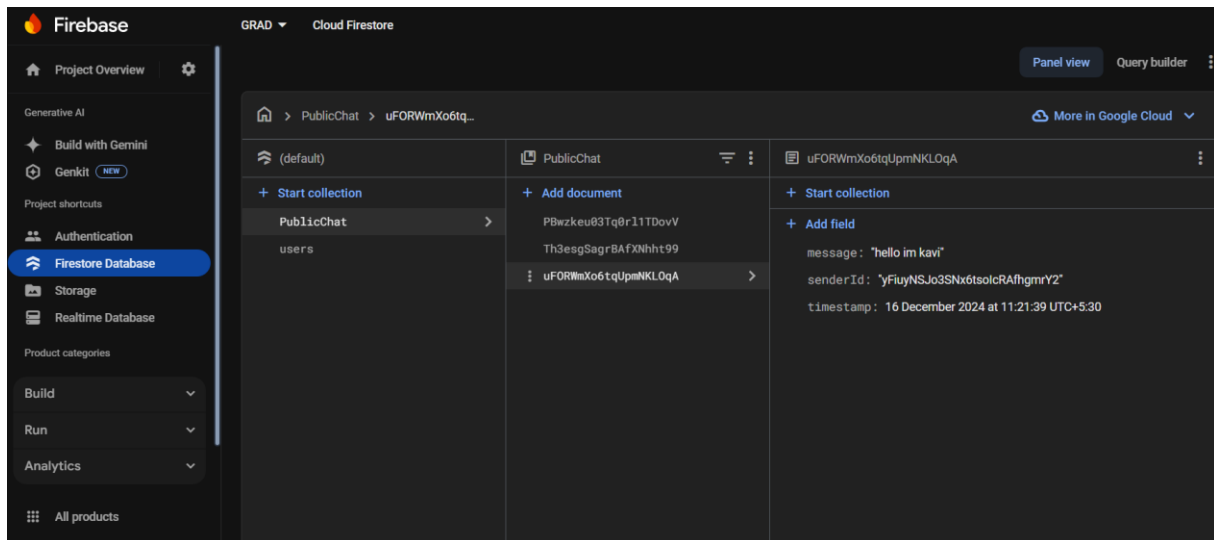 Firebase
GRAD
Cloud Firestore
Project Overview
Panel view
Query builder
Generative AI
PublicChat
uFORWmXo6tq...
More in Google Cloud
Build with Gemini
(default)
PublicChat
uFORWmXo6tqUpmNKLOqA
Genkit NEW
+ Start collection
+ Add document
+ Start collection
Project shortcuts
PublicChat
PBwzkeu03Tq0rl1TDovV
+ Add field
Authentication
users
Th3esgSagrBAfXNhht99
message: "hello im kavi"
Firestore Database
uFORWmXo6tqUpmNKLOqA
senderId: "yFiuyNSJo3SNx6tsolcRAfhgmrY2"
Storage
timestamp: 16 December 2024 at 11:21:39 UTC+5:30
Realtime Database
Product categories
Build
Run
Analytics
All products